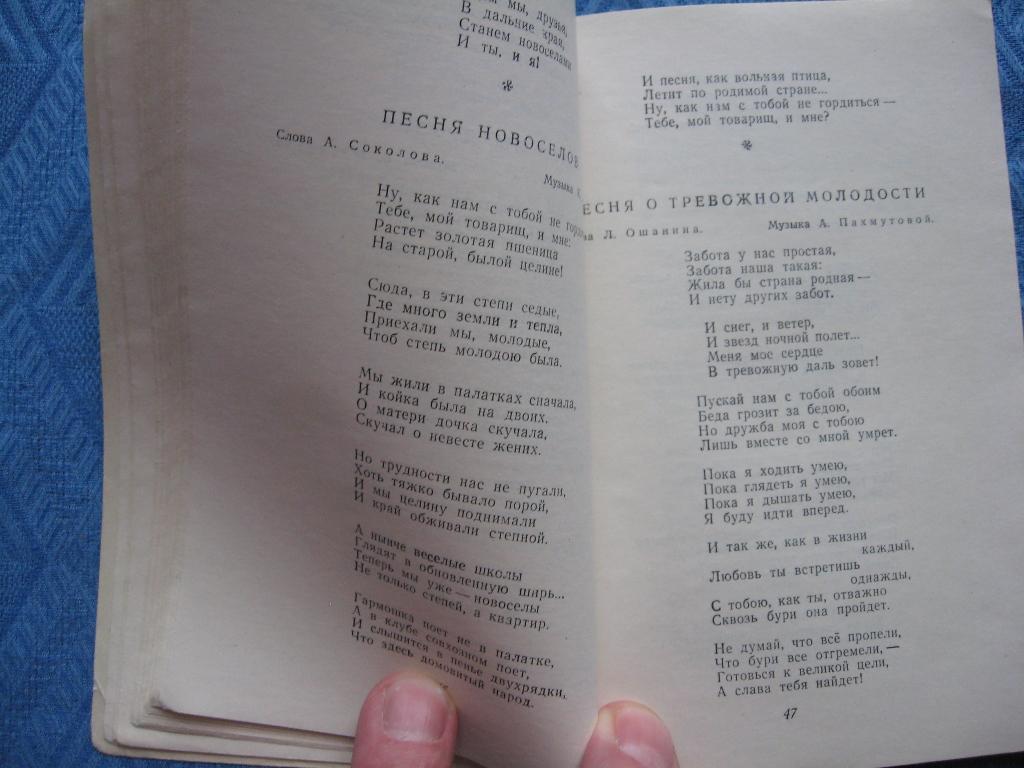 мы, друзья,
В дальние края,
Станем новоселами
И ты, и я!
*
ПЕСНЯ НОВОСЕЛОВ
Слова А. Соколова.
Музыка
Ну, как нам с тобой не
Тебе, мой товарищ, и мне:
Растет золотая пшеница
На старой, былой целине!
Сюда, в эти степи седые,
Где много земли и тепла,
Приехали мы, молодые,
Чтоб степь молодою была.
Мы жили в палатках сначала,
И койка была на двоих.
О матери дочка скучала,
Скучал о невесте жених.
Но трудности нас не пугали,
Хоть тяжко бывало порой,
И мы целину поднимали
И край обживали степной.
А нынче веселые школы
Глядят в обновленную ширь...
Теперь мы уже — новоселы
Не только степей, а квартир.
Гармошка поет не в палатке,
А в клубе совхозном поет,
И слышится в пенье двухрядки,
Что здесь домовитый народ.
И песня, как вольная птица,
Летит по родимой стране...
Ну, как нам с тобой не гордиться —
Тебе, мой товарищ, и мне?
*
ЕСНЯ О ТРЕВОЖНОЙ МОЛОДОСТИ
ва Л. Ошанина.
Музыка А. Пахмутовой.
Забота у нас простая,
Забота наша такая:
Жила бы страна родная —
И нету других забот.
И снег, и ветер,
И звезд ночной полет...
Меня мое сердце
В тревожную даль зовет!
Пускай нам с тобой обоим
Беда грозит за бедою,
Но дружба моя с тобою
Лишь вместе со мной умрет.
Пока я ходить умею,
Пока глядеть я умею,
Пока я дышать умею,
Я буду идти вперед.
И так же, как в жизни
каждый,
Любовь ты встретишь
однажды,
С тобою, как ты, отважно
Сквозь бури она пройдет.
Не думай, что всё пропели,
Что бури все отгремели,—
Готовься к великой цели,
А слава тебя найдет!
47